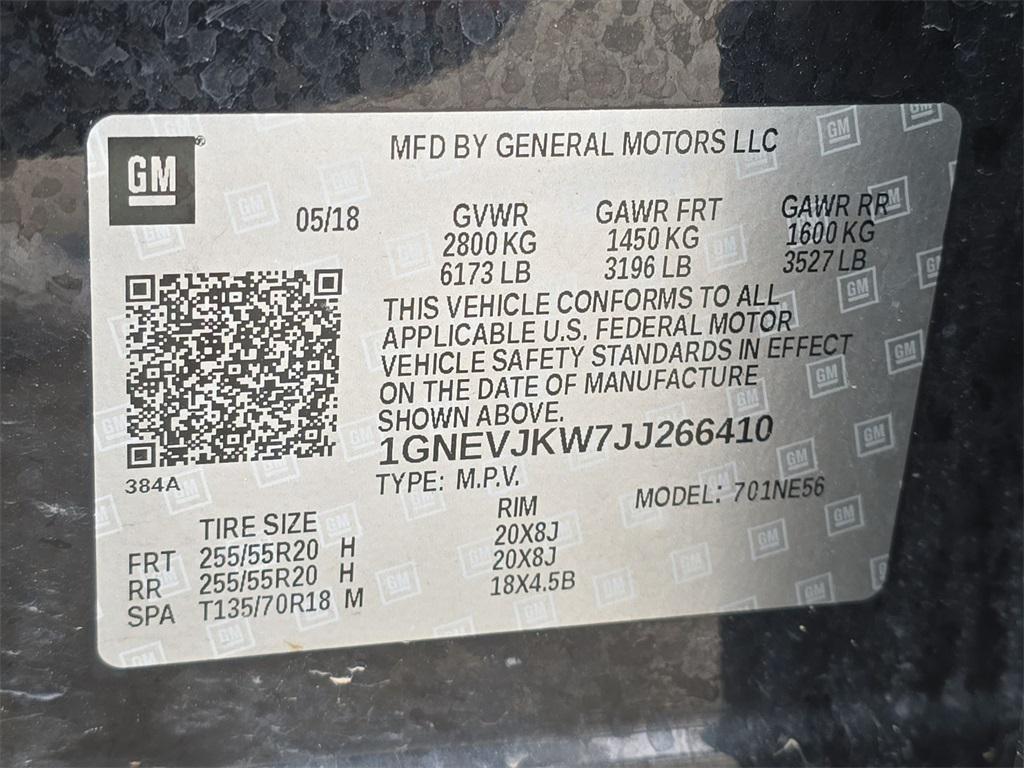 GM
MFD BY GENERAL MOTORS LLC
05/18
GVWR GAWR FRT GAWR RR
2800 KG 1450 KG 1600 KG
6173 LB 3196 LB 3527 LB
THIS VEHICLE CONFORMS TO ALL
APPLICABLE U.S. FEDERAL MOTOR
VEHICLE SAFETY STANDARDS IN EFFECT
ON THE DATE OF MANUFACTURE
SHOWN ABOVE.
1GNEVJKW7JJ266410
384A
TYPE: M.P.V. MODEL: 701NE56
TIRE SIZE RIM
FRT 255/55R20 H 20X8J
RR 255/55R20 H 20X8J
SPA T135/70R18 M 18X4.5B